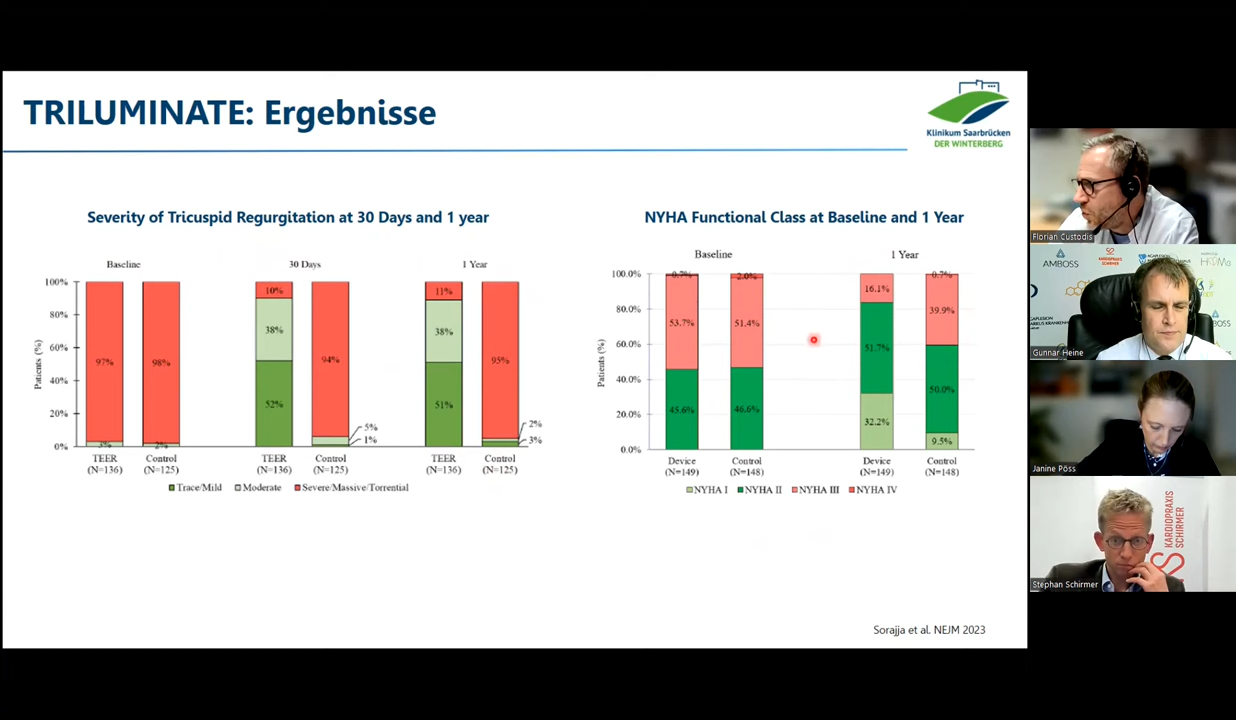 TRILUMINATE: Ergebnisse
Klinikum Saarbrücken
DER WINTERBERG
Severity of Tricuspid Regurgitation at 30 Days and 1 year
Baseline
30 Days
1 Year
Patients (%)
100%
80%
60%
40%
20%
0%
97%
3%
98%
2%
10%
38%
52%
94%
5%
1%
11%
38%
51%
95%
2%
3%
TEER
(N=136)
Control
(N=125)
TEER
(N=136)
Control
(N=125)
TEER
(N=136)
Control
(N=125)
Trace/Mild
Moderate
Severe/Massive/Torrential
NYHA Functional Class at Baseline and 1 Year
Baseline
1 Year
Patients (%)
100.0%
80.0%
60.0%
40.0%
20.0%
0.0%
0.7%
53.7%
45.6%
2.0%
51.4%
46.6%
16.1%
51.7%
32.2%
0.7%
39.9%
50.0%
9.5%
Device
(N=149)
Control
(N=148)
Device
(N=149)
Control
(N=148)
NYHA I
NYHA II
NYHA III
NYHA IV
Sorajja et al. NEJM 2023
Florian Custodis
AMBOSS
KARDIOPRAXIS
SCHIRMER
Gunnar Heine
Janine Pöss
KARDIOPRAXIS
SCHIRMER
Stephan Schirmer